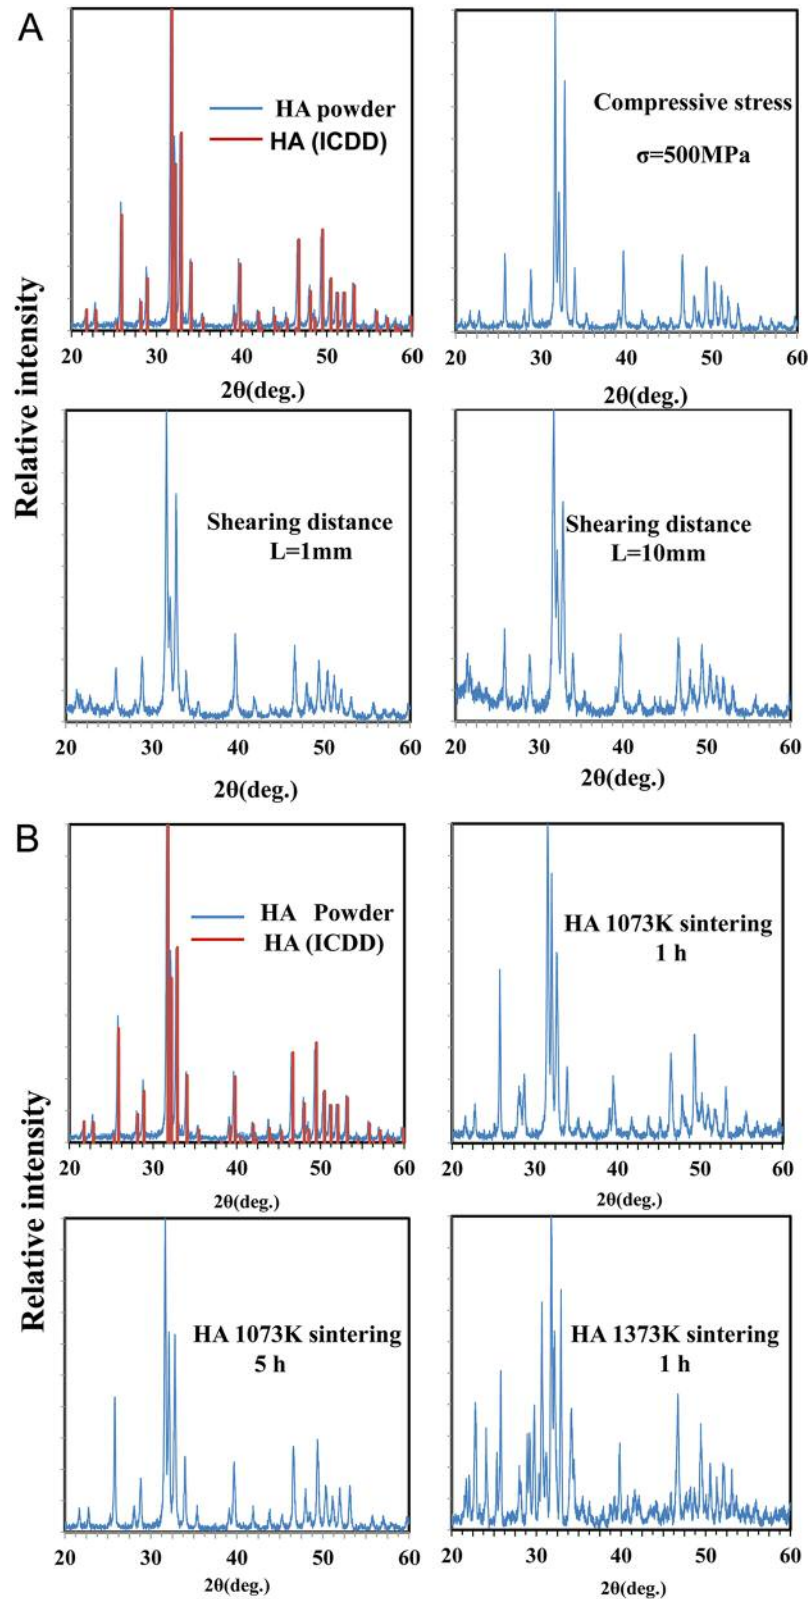 A
Relative intensity
HA powder
HA (ICDD)
20 30 40 50 60
2θ(deg.)
Compressive stress
σ=500MPa
20 30 40 50 60
2θ(deg.)
Shearing distance
L=1mm
20 30 40 50 60
2θ(deg.)
Shearing distance
L=10mm
20 30 40 50 60
2θ(deg.)
B
Relative intensity
HA Powder
HA (ICDD)
20 30 40 50 60
2θ(deg.)
HA 1073K sintering
1 h
20 30 40 50 60
2θ(deg.)
HA 1073K sintering
5 h
20 30 40 50 60
2θ(deg.)
HA 1373K sintering
1 h
20 30 40 50 60
2θ(deg.)